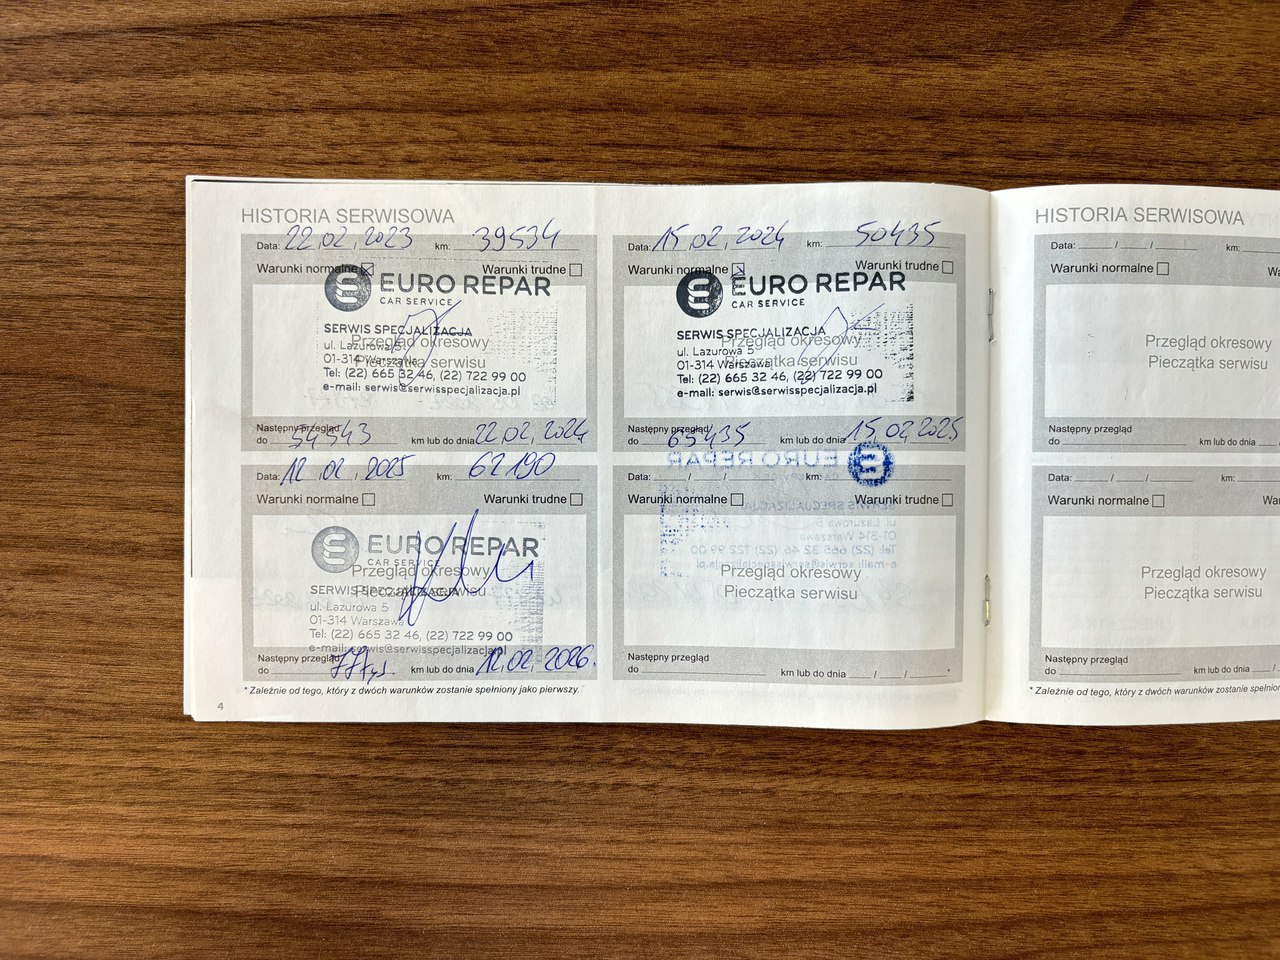 HISTORIA SERWISOWA
Data: 22.02.2023 km: 39534
Warunki normalne Warunki trudne
EURO REPAR
CAR SERVICE
SERWIS SPECJALIZACJA
Przegląd okresowy
ul. Lazurowa 5
Pieczątka serwisu
01-314 Warszawa
Tel: (22) 665 32 46, (22) 722 99 00
e-mail: serwis@serwisspecjalizacja.pl
Następny przegląd
do 54543 km lub do dnia 22.02.2024
Data: 15.02.2024 km: 50435
Warunki normalne Warunki trudne
EURO REPAR
CAR SERVICE
SERWIS SPECJALIZACJA
Przegląd okresowy
ul. Lazurowa 5
Pieczątka serwisu
01-314 Warszawa
Tel: (22) 665 32 46, (22) 722 99 00
e-mail: serwis@serwisspecjalizacja.pl
Następny przegląd
do 65435 km lub do dnia 15.02.2025
Data: 12.02.2025 km: 62190
Warunki normalne Warunki trudne
EURO REPAR
CAR SERVICE
Przegląd okresowy
SERWIS SPECJALIZACJA
Pieczątka serwisu
ul. Lazurowa 5
01-314 Warszawa
Tel: (22) 665 32 46, (22) 722 99 00
e-mail: serwis@serwisspecjalizacja.pl
Następny przegląd
do 77tys. km lub do dnia 12.02.2026.
Data: / / km:
Warunki normalne Warunki trudne
Przegląd okresowy
Pieczątka serwisu
Następny przegląd
do km lub do dnia / /
* Zależnie od tego, który z dwóch warunków zostanie spełniony jako pierwszy.
4
HISTORIA SERWISOWA
Data: / / km:
Warunki normalne
Przegląd okresowy
Pieczątka serwisu
Następny przegląd
do km lub do dnia
Data: / / km:
Warunki normalne
Przegląd okresowy
Pieczątka serwisu
Następny przegląd
do km lub do dnia /
* Zależnie od tego, który z dwóch warunków zostanie